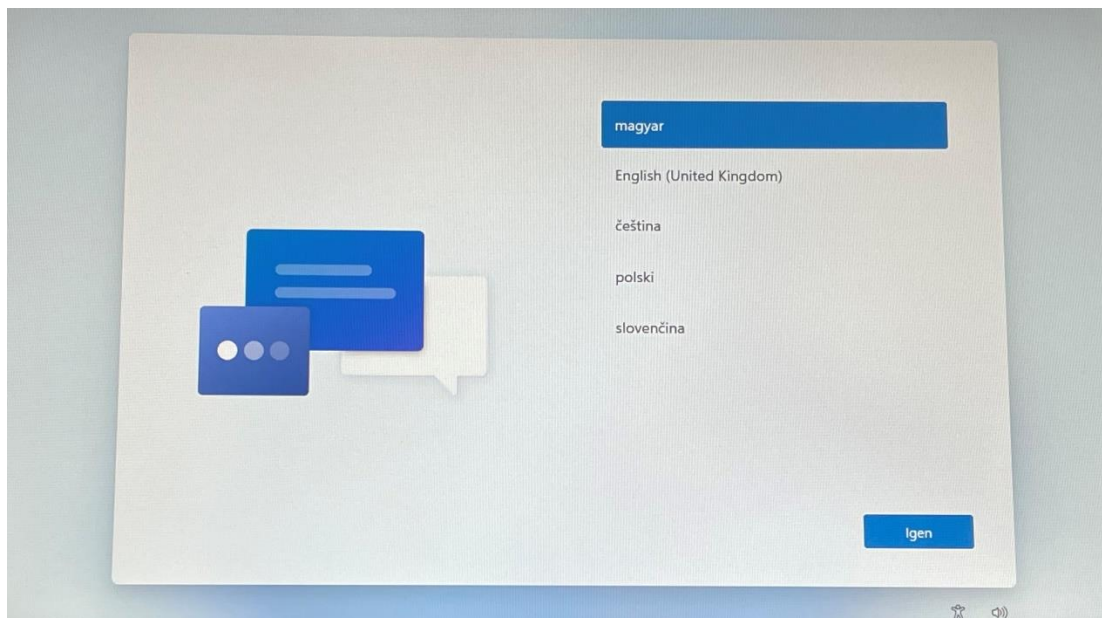 magyar
English (United Kingdom)
čeština
polski
slovenčina
Igen